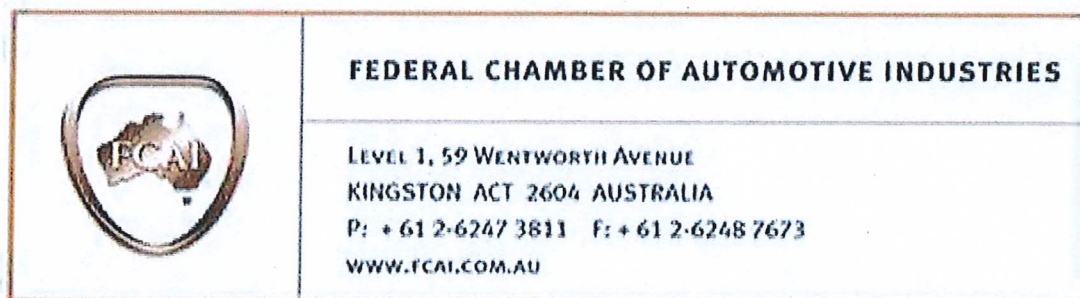 FCAI
FEDERAL CHAMBER OF AUTOMOTIVE INDUSTRIES
LEVEL 1, 59 WENTWORTH AVENUE
KINGSTON ACT 2604 AUSTRALIA
P: + 61 2-6247 3811 F: + 61 2-6248 7673
WWW.FCAI.COM.AU